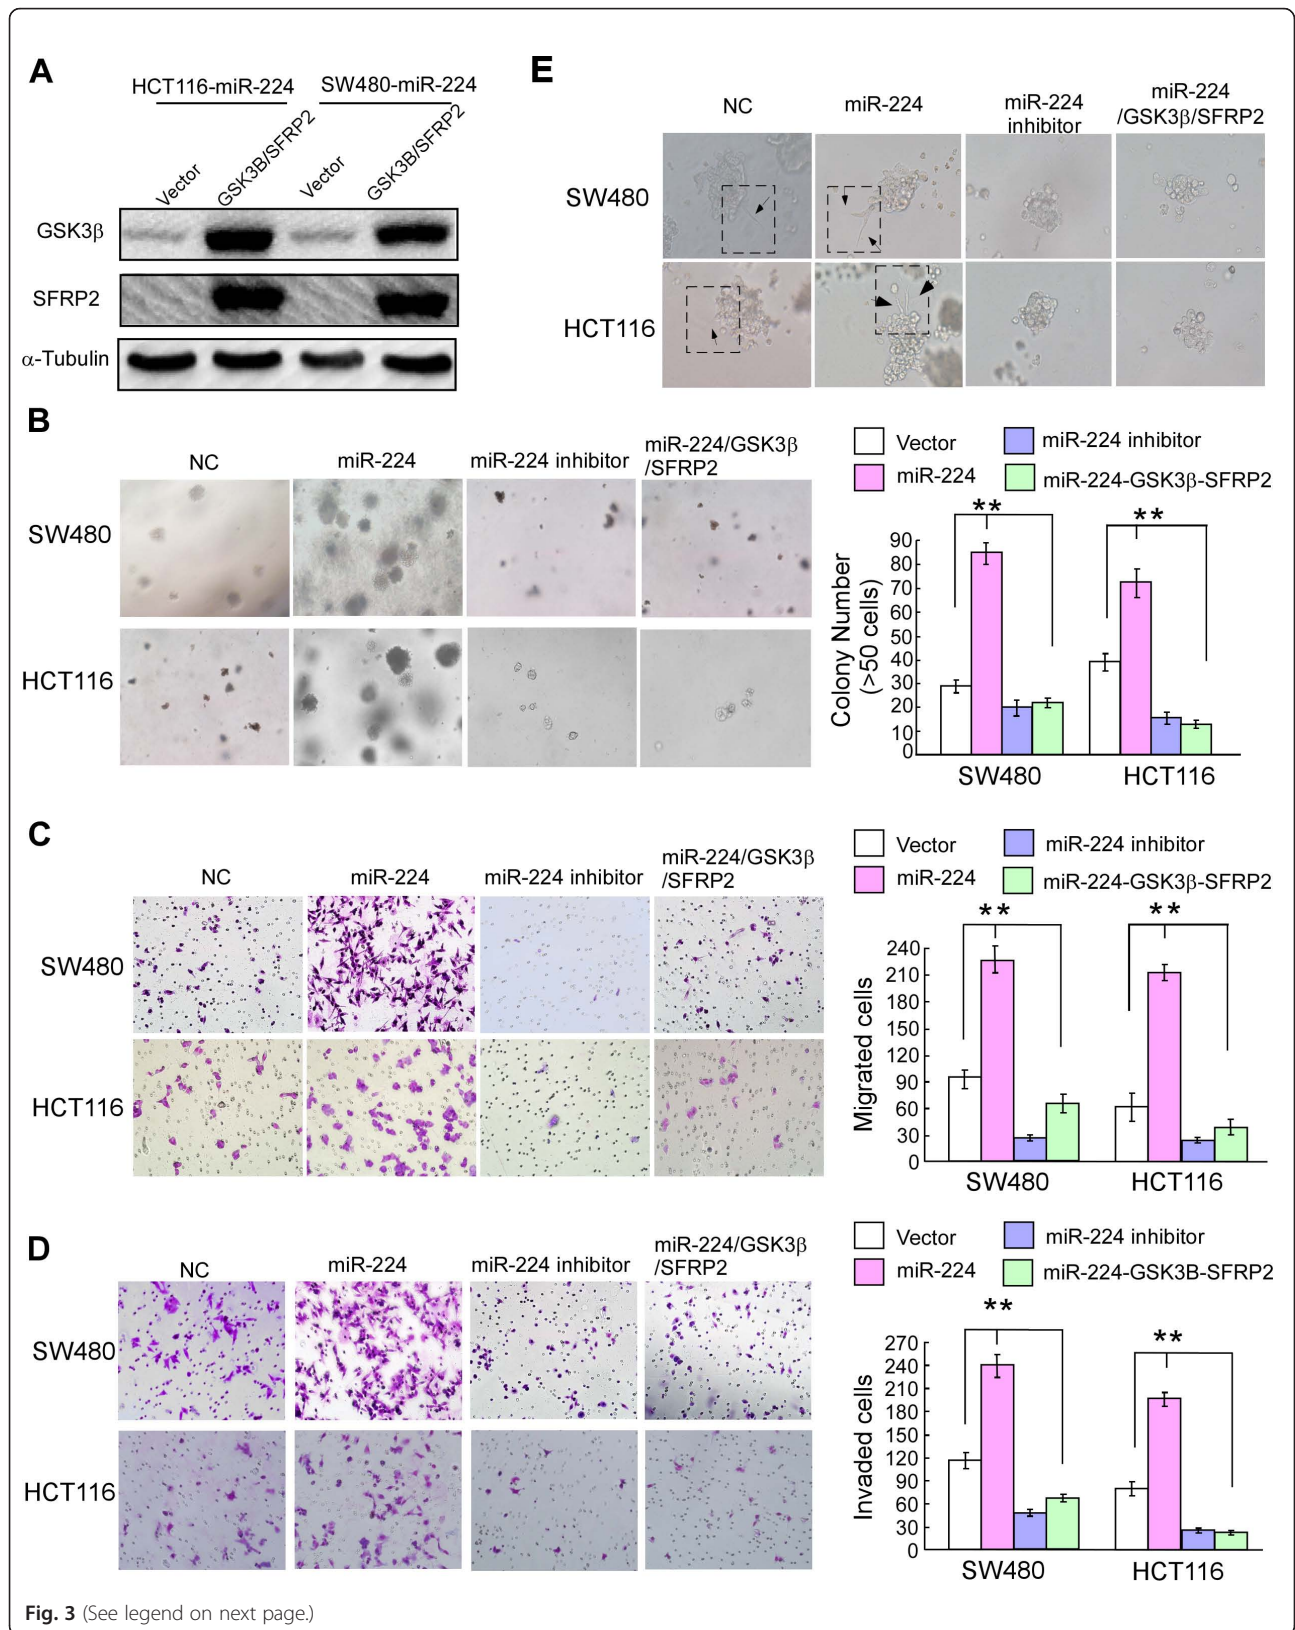 A
HCT116-miR-224
SW480-miR-224
Vector
GSK3B/SFRP2
Vector
GSK3B/SFRP2
GSK3β
SFRP2
α-Tubulin
E
NC
miR-224
miR-224
inhibitor
miR-224
/GSK3β/SFRP2
SW480
HCT116
B
NC
miR-224
miR-224 inhibitor
miR-224/GSK3β
/SFRP2
SW480
HCT116
Vector
miR-224 inhibitor
miR-224
miR-224-GSK3β-SFRP2
**
**
Colony Number
(>50 cells)
90
80
70
60
50
40
30
20
10
0
SW480
HCT116
C
NC
miR-224
miR-224 inhibitor
miR-224/GSK3β
/SFRP2
SW480
HCT116
Vector
miR-224 inhibitor
miR-224
miR-224-GSK3β-SFRP2
**
**
Migrated cells
240
210
180
150
120
90
60
30
0
SW480
HCT116
D
NC
miR-224
miR-224 inhibitor
miR-224/GSK3β
/SFRP2
SW480
HCT116
Vector
miR-224 inhibitor
miR-224
miR-224-GSK3B-SFRP2
**
**
Invaded cells
270
240
210
180
150
120
90
60
30
0
SW480
HCT116
Fig. 3 (See legend on next page.)